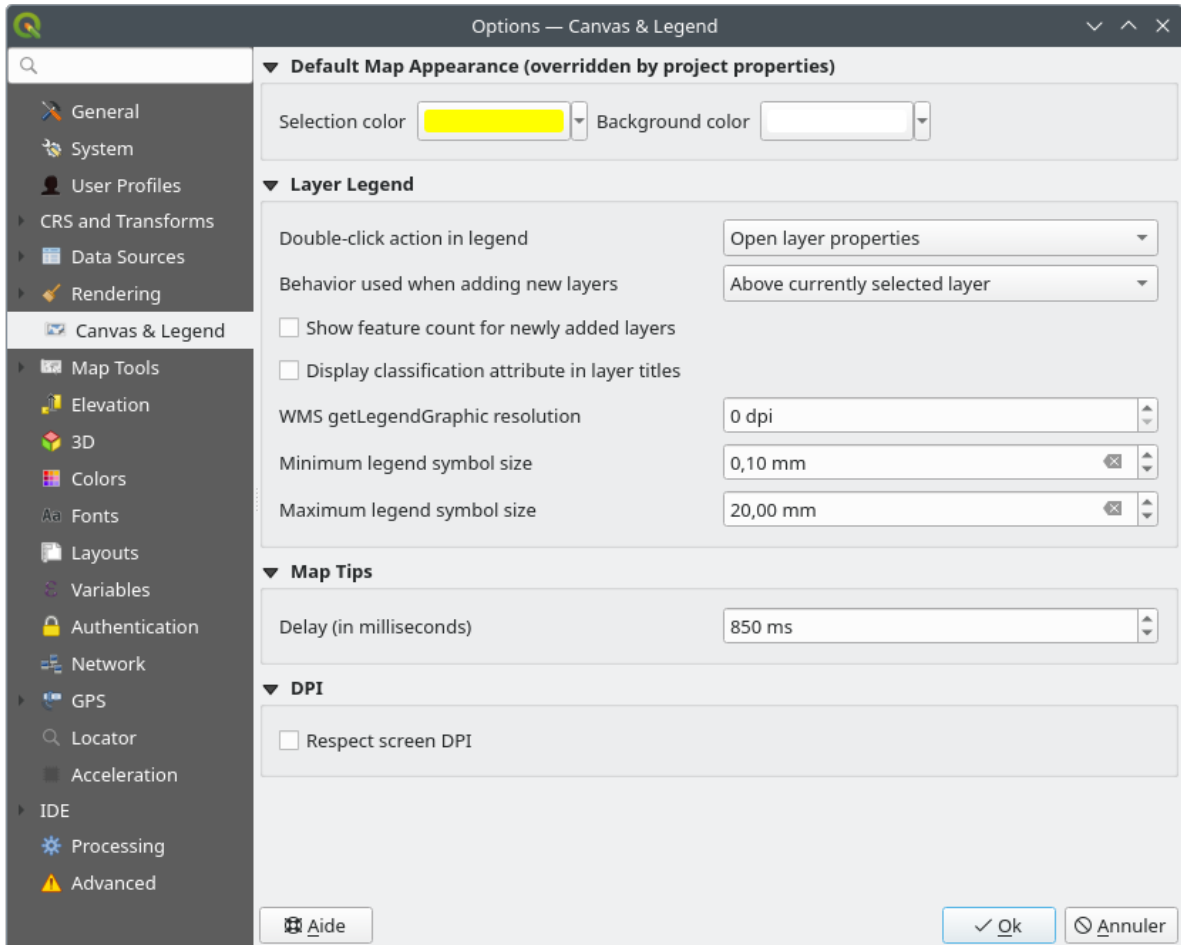 Options — Canvas & Legend
General
System
User Profiles
CRS and Transforms
Data Sources
Rendering
Canvas & Legend
Map Tools
Elevation
3D
Colors
Fonts
Layouts
Variables
Authentication
Network
GPS
Locator
Acceleration
IDE
Processing
Advanced
Default Map Appearance (overridden by project properties)
Selection color
Background color
Layer Legend
Double-click action in legend
Open layer properties
Behavior used when adding new layers
Above currently selected layer
Show feature count for newly added layers
Display classification attribute in layer titles
WMS getLegendGraphic resolution
0 dpi
Minimum legend symbol size
0,10 mm
Maximum legend symbol size
20,00 mm
Map Tips
Delay (in milliseconds)
850 ms
DPI
Respect screen DPI
Aide
Ok
Annuler